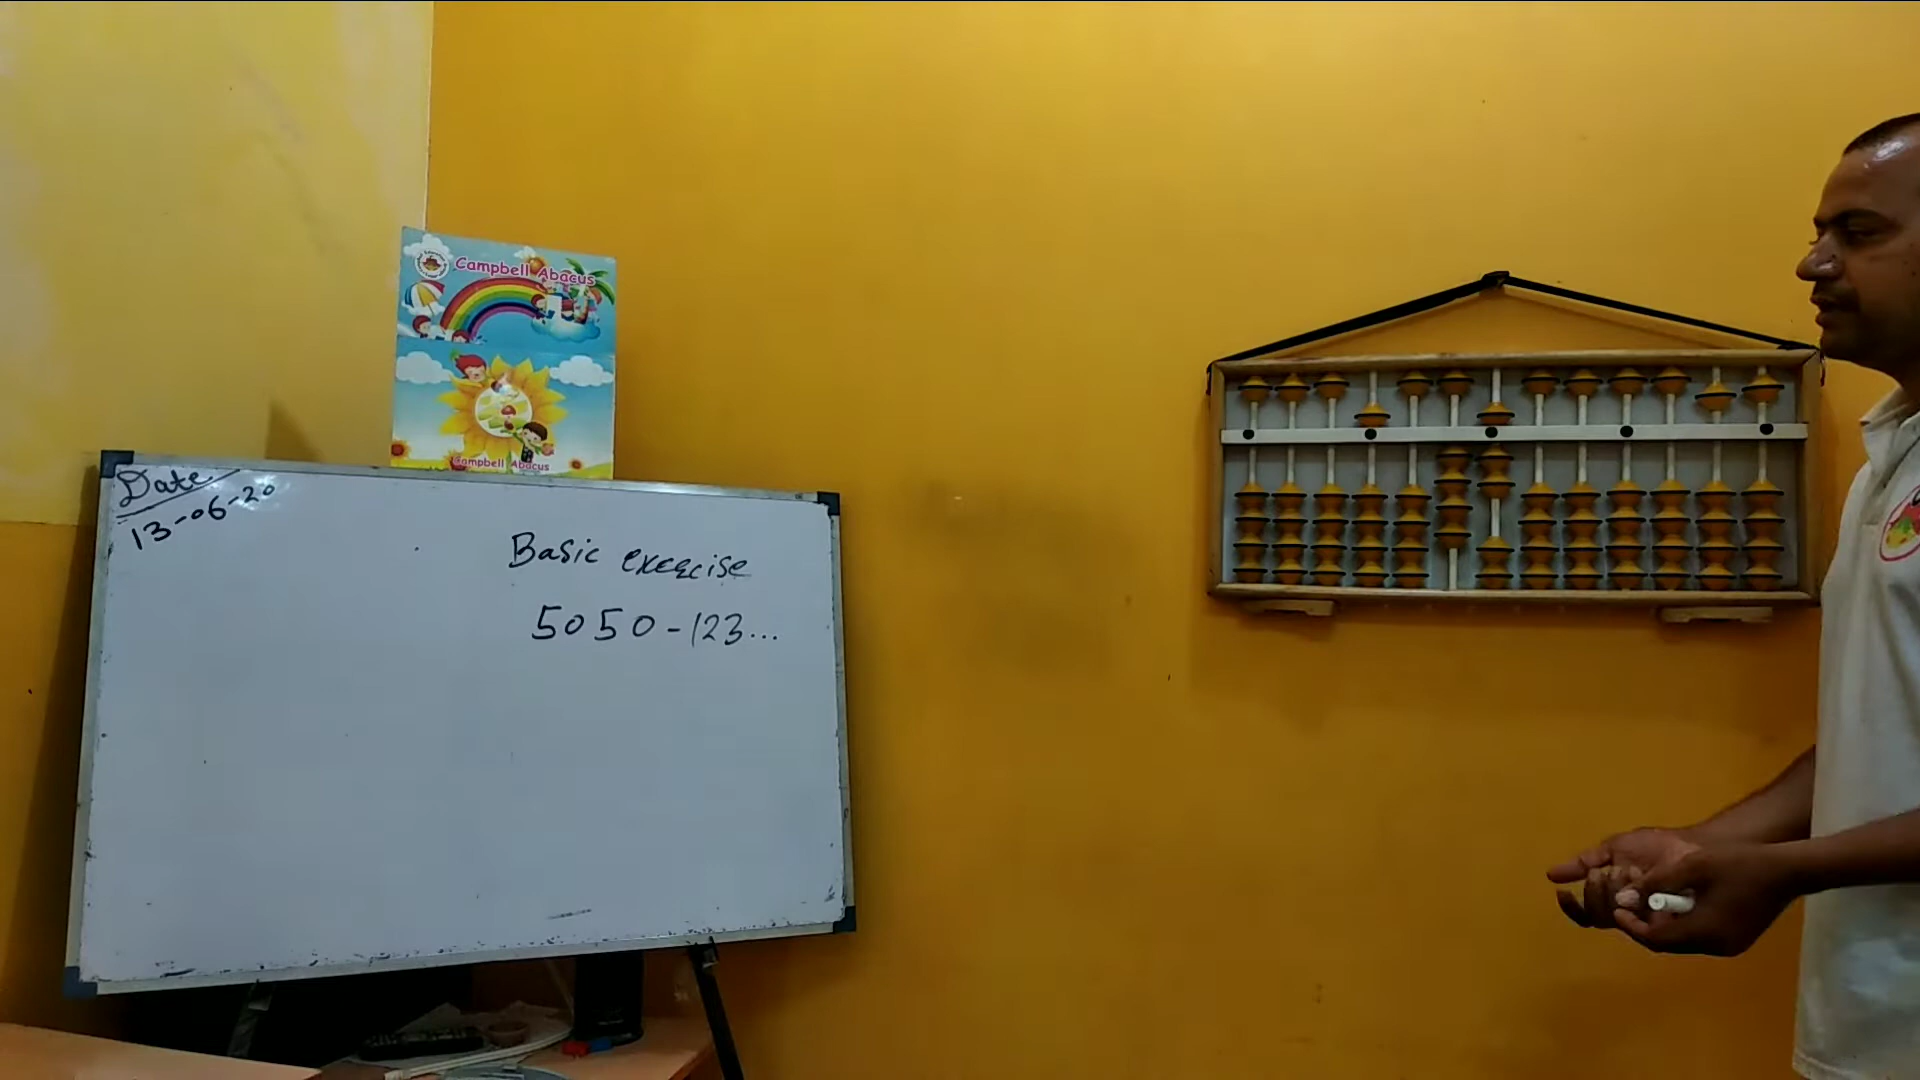 Campbell Abacus
Campbell Abacus
Date
13-06-20
Basic exercise
5050-123...